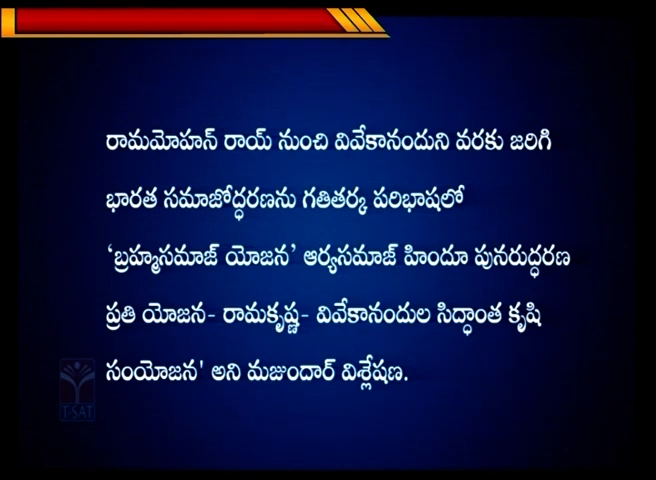 రామమోహన్ రాయ్ నుంచి వివేకానందుని వరకు జరిగి
భారత సమాజోద్ధరణను గతితర్క పరిభాషలో
‘బ్రహ్మసమాజ్ యోజన’ ఆర్యసమాజ్ హిందూ పునరుద్ధరణ
ప్రతి యోజన- రామకృష్ణ- వివేకానందుల సిద్ధాంత కృషి
సంయోజన' అని మజుందార్ విశ్లేషణ.
T-SAT